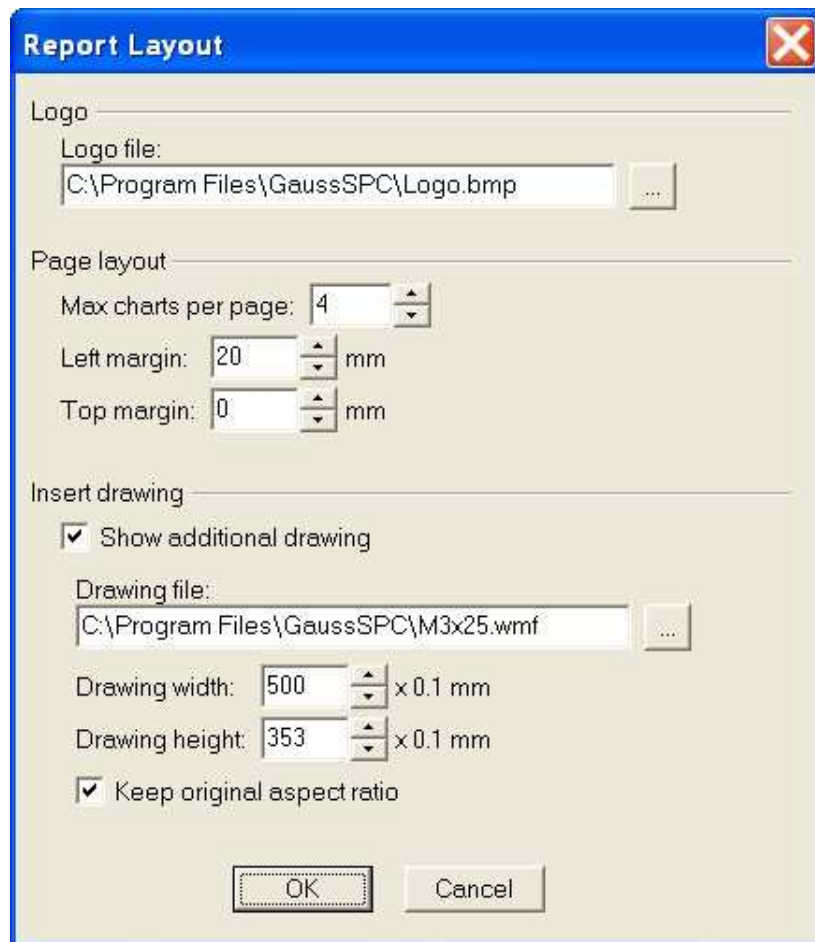 Report Layout
Logo
Logo file:
C:\Program Files\GaussSPC\Logo.bmp ...
Page layout
Max charts per page: 4
Left margin: 20 mm
Top margin: 0 mm
Insert drawing
Show additional drawing
Drawing file:
C:\Program Files\GaussSPC\M3x25.wmf ...
Drawing width: 500 x 0.1 mm
Drawing height: 353 x 0.1 mm
Keep original aspect ratio
OK Cancel